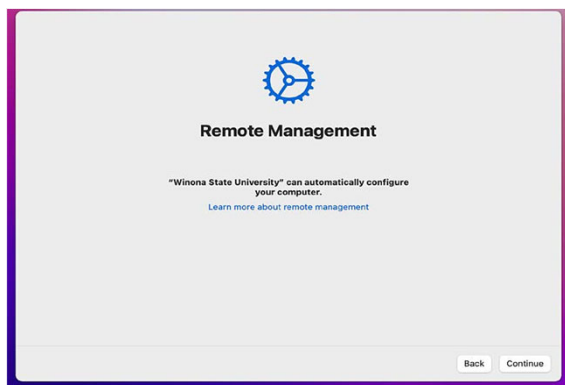 Remote Management
"Winona State University" can automatically configure
your computer.
Learn more about remote management
Back Continue